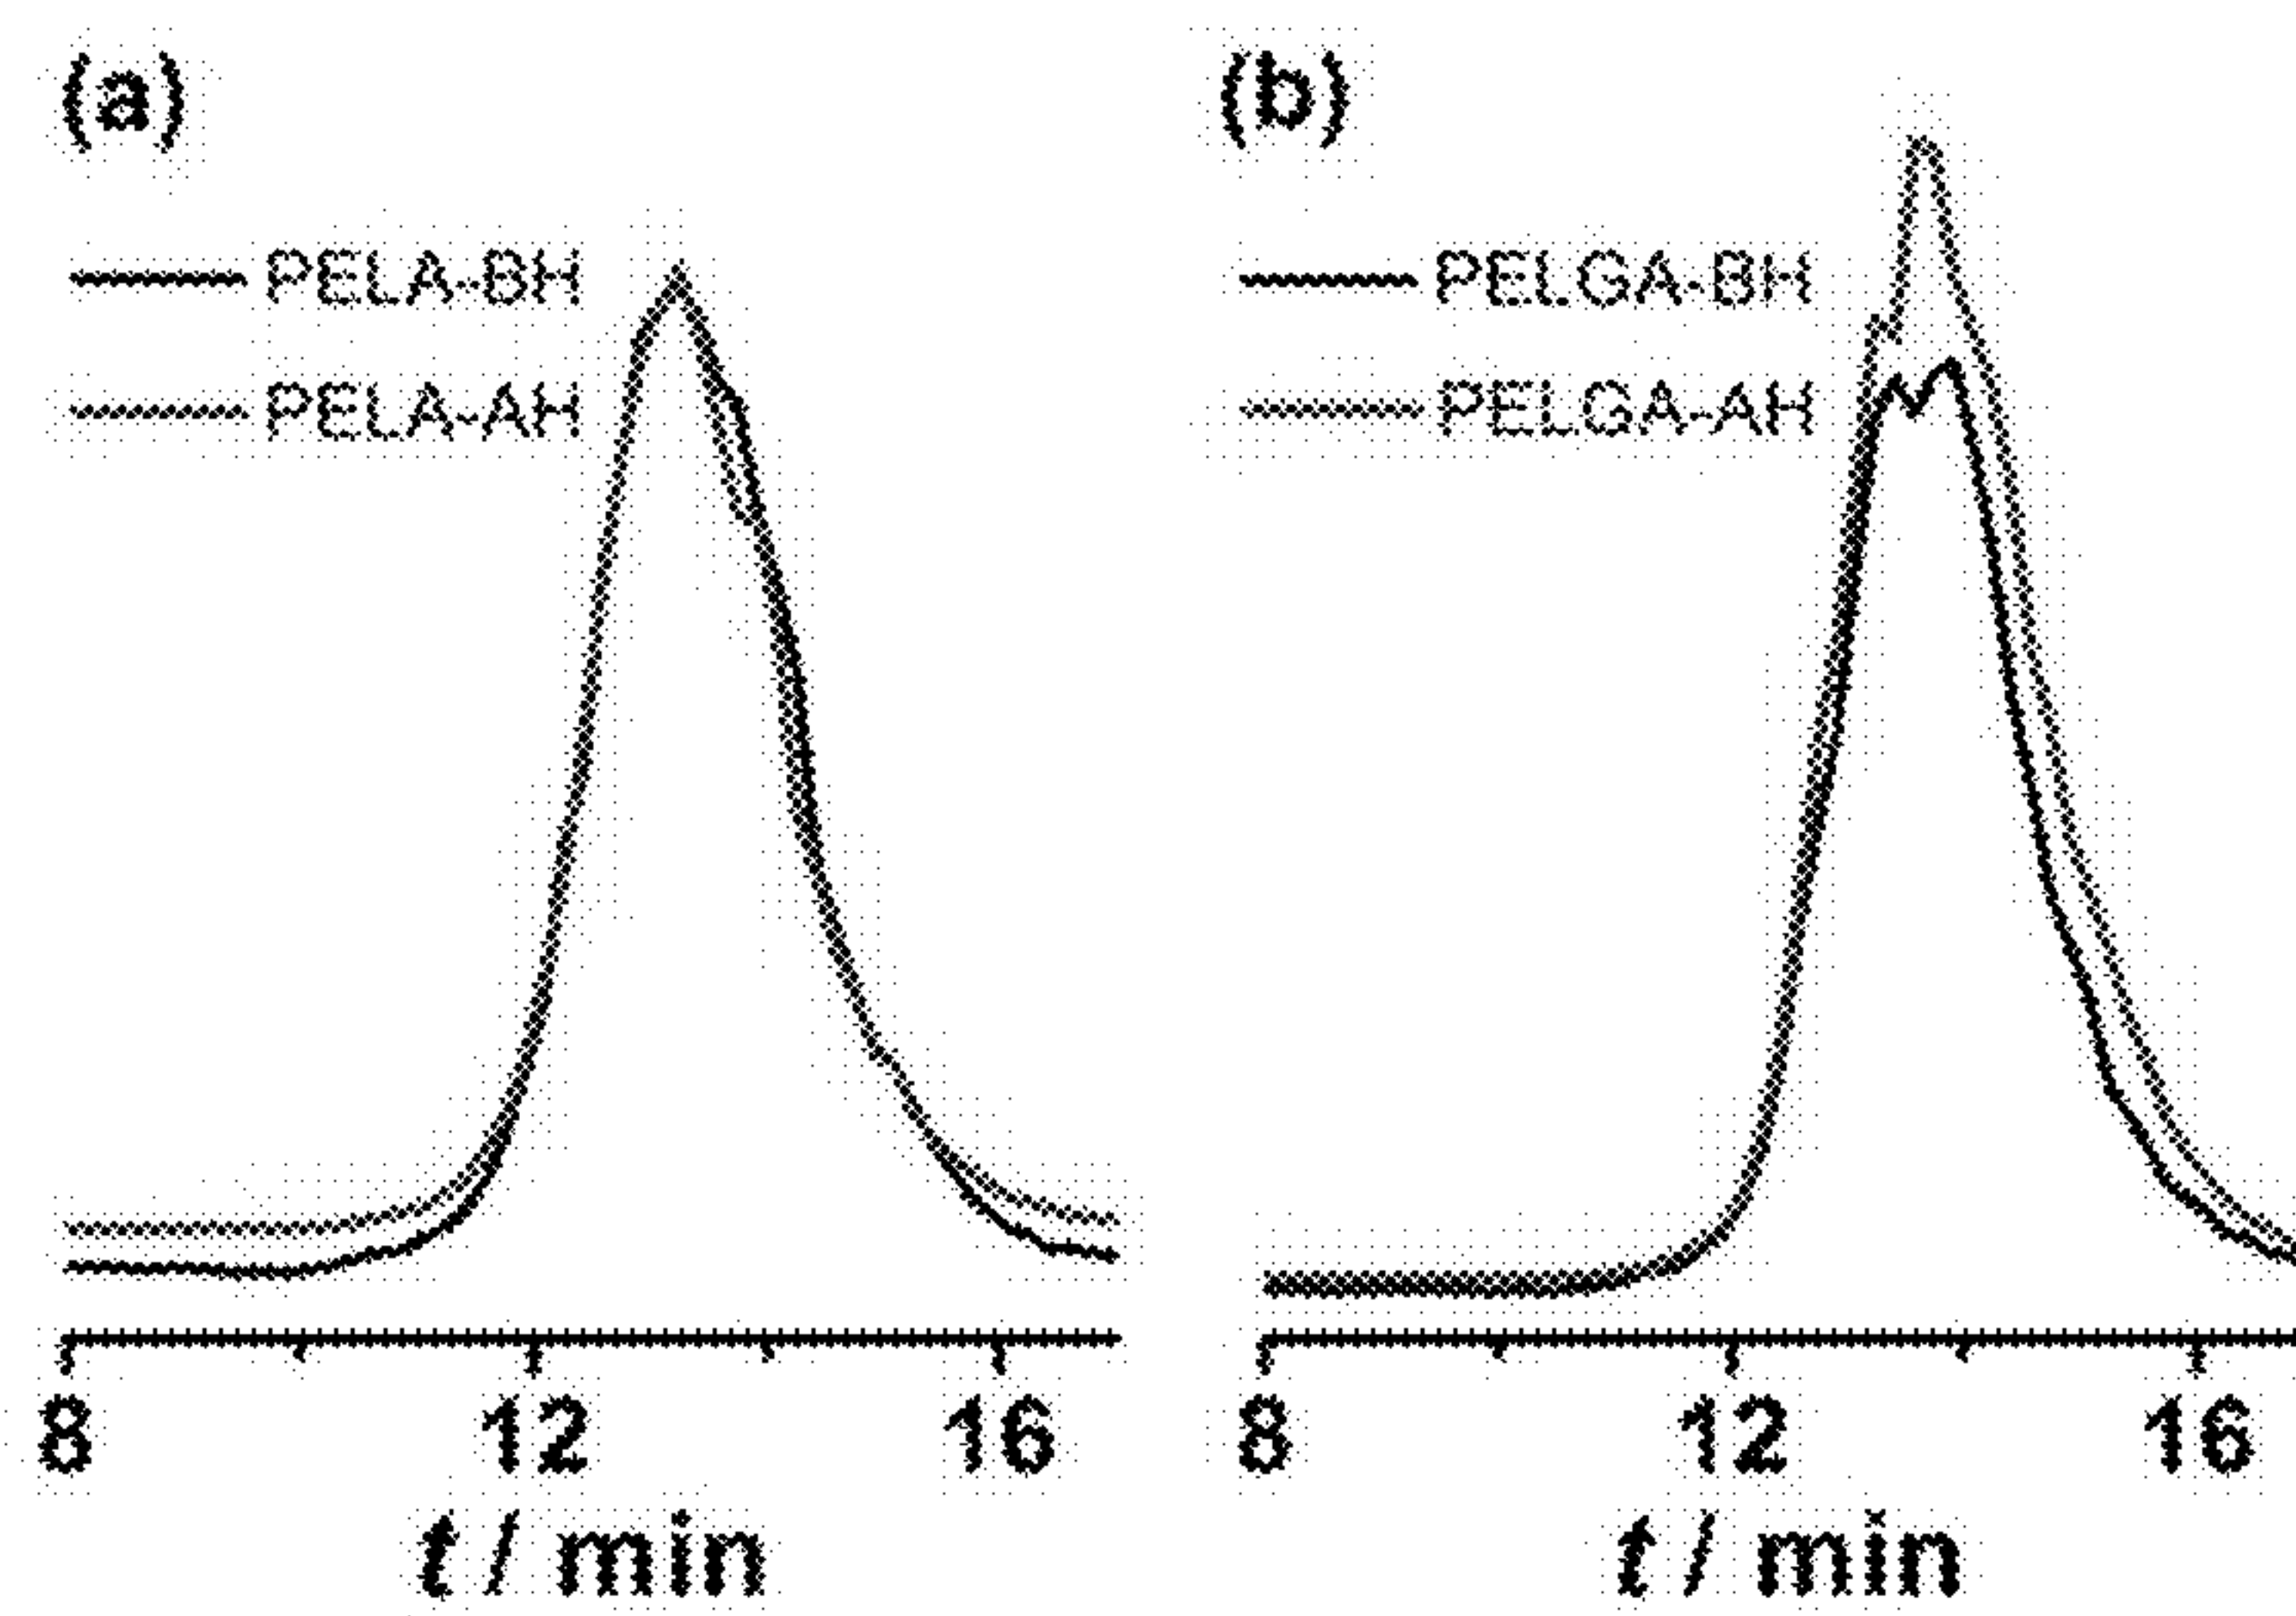 (a)
PELA-BH
PELA-AH
8 12 16
t / min
(b)
PELGA-BH
PELGA-AH
8 12 16
t / min